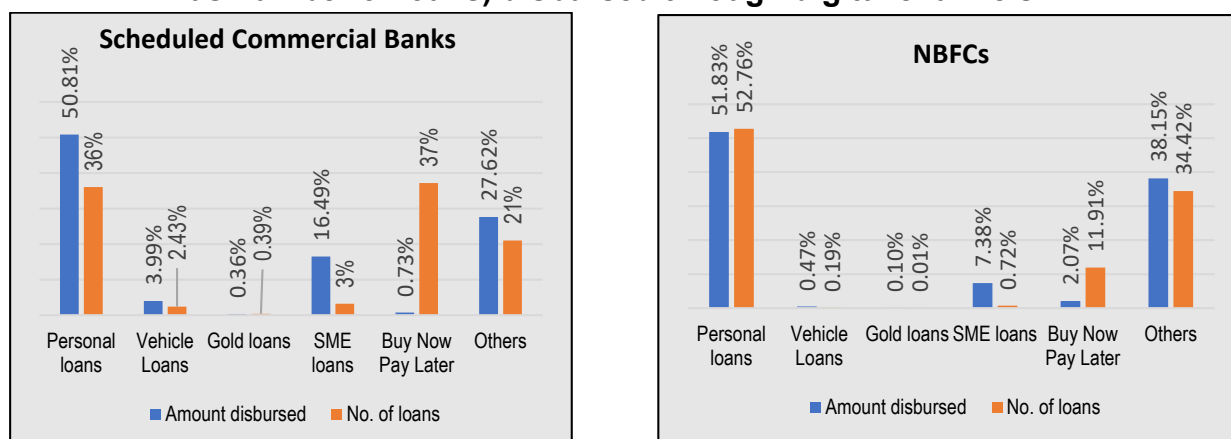 Scheduled Commercial Banks
50.81%
36%
3.99%
2.43%
0.36%
0.39%
16.49%
3%
0.73%
37%
27.62%
21%
Personal loans
Vehicle Loans
Gold loans
SME loans
Buy Now Pay Later
Others
Amount disbursed
No. of loans
NBFCs
51.83%
52.76%
0.47%
0.19%
0.10%
0.01%
7.38%
0.72%
2.07%
11.91%
38.15%
34.42%
Personal loans
Vehicle Loans
Gold loans
SME loans
Buy Now Pay Later
Others
Amount disbursed
No. of loans